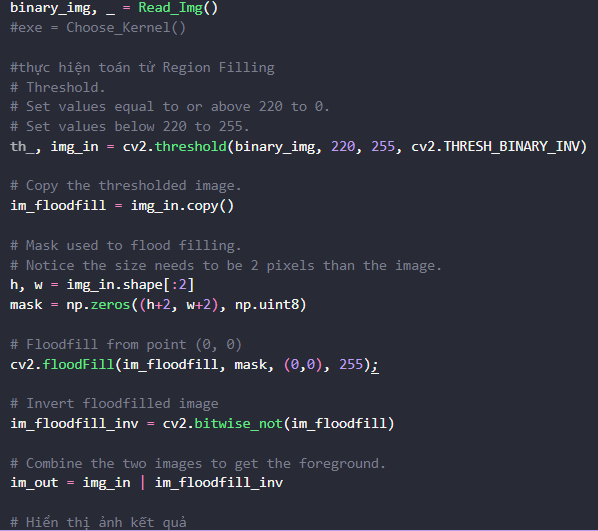 binary_img, _ = Read_Img()
#exe = Choose_Kernel()
#thực hiện toán tử Region Filling
# Threshold.
# Set values equal to or above 220 to 0.
# Set values below 220 to 255.
th_, img_in = cv2.threshold(binary_img, 220, 255, cv2.THRESH_BINARY_INV)
# Copy the thresholded image.
im_floodfill = img_in.copy()
# Mask used to flood filling.
# Notice the size needs to be 2 pixels than the image.
h, w = img_in.shape[:2]
mask = np.zeros((h+2, w+2), np.uint8)
# Floodfill from point (0, 0)
cv2.floodFill(im_floodfill, mask, (0,0), 255);
# Invert floodfilled image
im_floodfill_inv = cv2.bitwise_not(im_floodfill)
# Combine the two images to get the foreground.
im_out = img_in | im_floodfill_inv
# Hiển thị ảnh kết quả